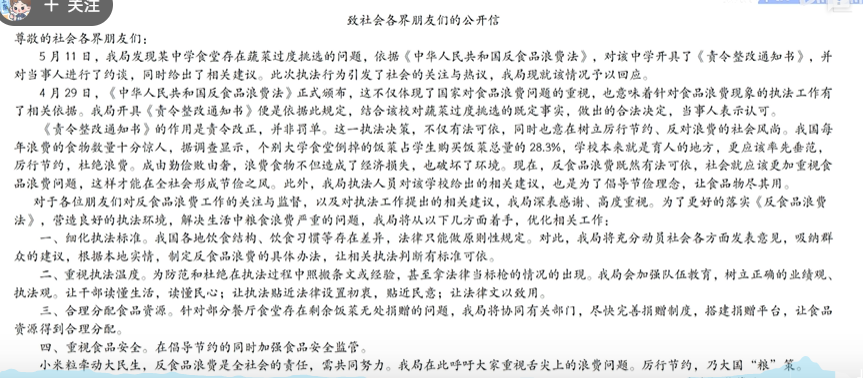 + 关注
致社会各界朋友们的公开信
尊敬的社会各界朋友们：
5月11日，我局发现某中学食堂存在蔬菜过度挑选的问题，依据《中华人民共和国反食品浪费法》，对该中学开具了《责令整改通知书》，并
对当事人进行了约谈，同时给出了相关建议。此次执法行为引发了社会的关注与热议，我局现就该情况予以回应。
4月29日，《中华人民共和国反食品浪费法》正式颁布，这不仅体现了国家对食品浪费问题的重视，也意味着针对食品浪费现象的执法工作有
了相关依据。我局开具《责令整改通知书》便是依据此规定，结合该校对蔬菜过度挑选的既定事实，做出的合法决定，当事人表示认可。
《责令整改通知书》的作用是责令改正，并非罚单。这一执法决策，不仅有法可依，同时也意在树立厉行节约、反对浪费的社会风尚。我国每
年浪费的食物数量十分惊人，据调查显示，个别大学食堂倒掉的饭菜占学生购买饭菜总量的28.3%，学校本来就是育人的地方，更应该率先垂范，
厉行节约，杜绝浪费。成由勤俭败由奢，浪费食物不但造成了经济损失，也破坏了环境。现在，反食品浪费既然有法可依，社会就应该更加重视食
品浪费问题，这样才能在全社会形成节俭之风。此外，我局执法人员对该学校给出的相关建议，也是为了倡导节俭理念，让食品物尽其用。
对于各位朋友们对反食品浪费工作的关注与监督，以及对执法工作提出的相关建议，我局深表感谢、高度重视。为了更好的落实《反食品浪费
法》，营造良好的执法环境，解决生活中粮食浪费严重的问题，我局将从以下几方面着手，优化相关工作：
一、细化执法标准。我国各地饮食结构、饮食习惯等存在差异，法律只能做原则性规定。对此，我局将充分动员社会各方面发表意见，吸纳群
众的建议，根据本地实情，制定反食品浪费的具体办法，让相关执法判断有标准可依。
二、重视执法温度。为防范和杜绝在执法过程中照搬条文或经验，甚至拿法律当标枪的情况的出现。我局会加强队伍教育，树立正确的业绩观、
执法观。让干部读懂生活，读懂民心；让执法贴近法律设置初衷，贴近民意；让法律文以致用。
三、合理分配食品资源。针对部分餐厅食堂存在剩余饭菜无处捐赠的问题，我局将协同有关部门，尽快完善捐赠制度，搭建捐赠平台，让食品
资源得到合理分配。
四、重视食品安全。在倡导节约的同时加强食品安全监管。
小米粒牵动大民生，反食品浪费是全社会的责任，需共同努力。我局在此呼吁大家重视舌尖上的浪费问题。厉行节约，乃大国“粮”策。